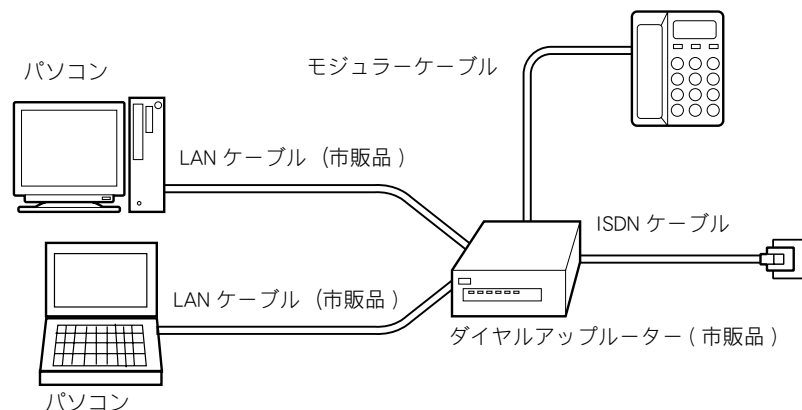 パソコン
モジュラーケーブル
LAN ケーブル（市販品）
ISDN ケーブル
LAN ケーブル（市販品）
ダイヤルアップルーター ( 市販品 )
パソコン